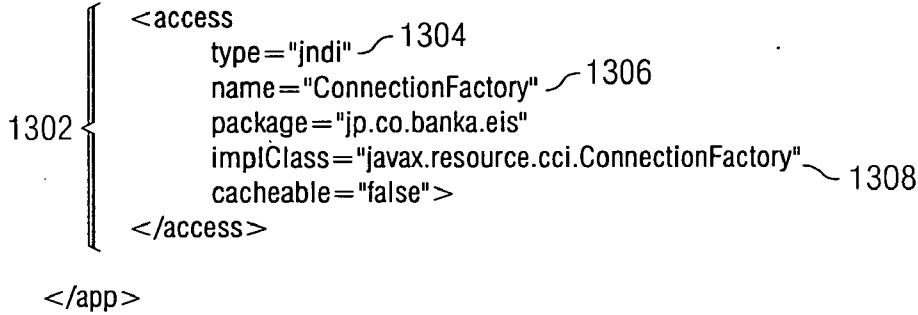 <access
type="jndi" 1304
name="ConnectionFactory" 1306
1302 package="jp.co.banka.eis"
implClass="javax.resource.cci.ConnectionFactory" 1308
cacheable="false">
</access>
</app>